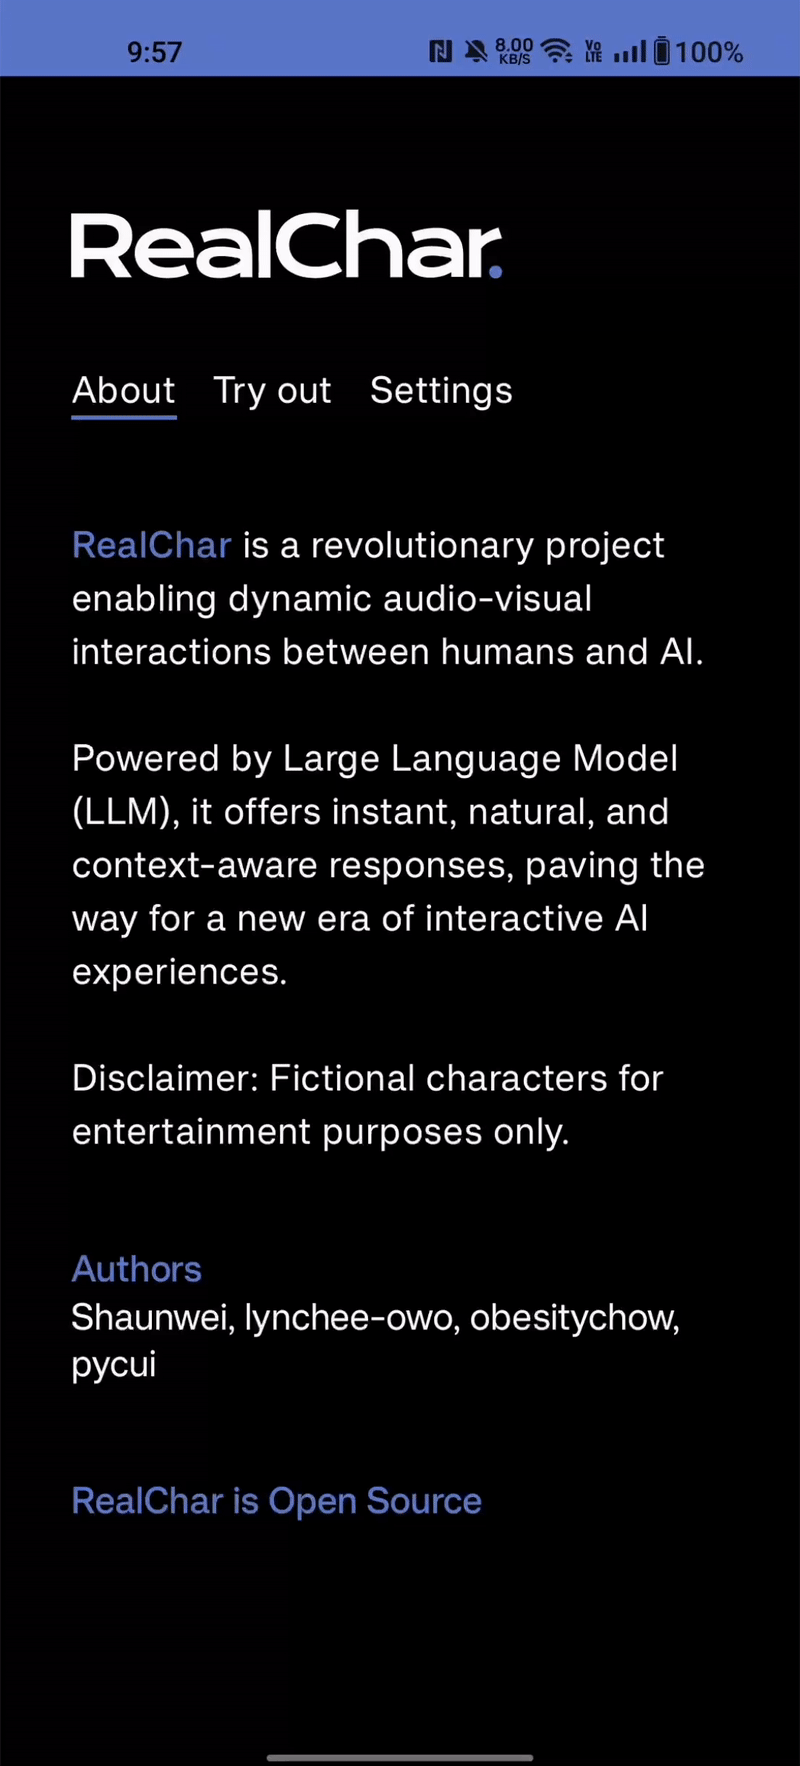 9:57 8.00 KB/S Vo LTE 100%
RealChar.
About Try out Settings
RealChar is a revolutionary project
enabling dynamic audio-visual
interactions between humans and AI.
Powered by Large Language Model
(LLM), it offers instant, natural, and
context-aware responses, paving the
way for a new era of interactive AI
experiences.
Disclaimer: Fictional characters for
entertainment purposes only.
Authors
Shaunwei, lynchee-owo, obesitychow,
pycui
RealChar is Open Source